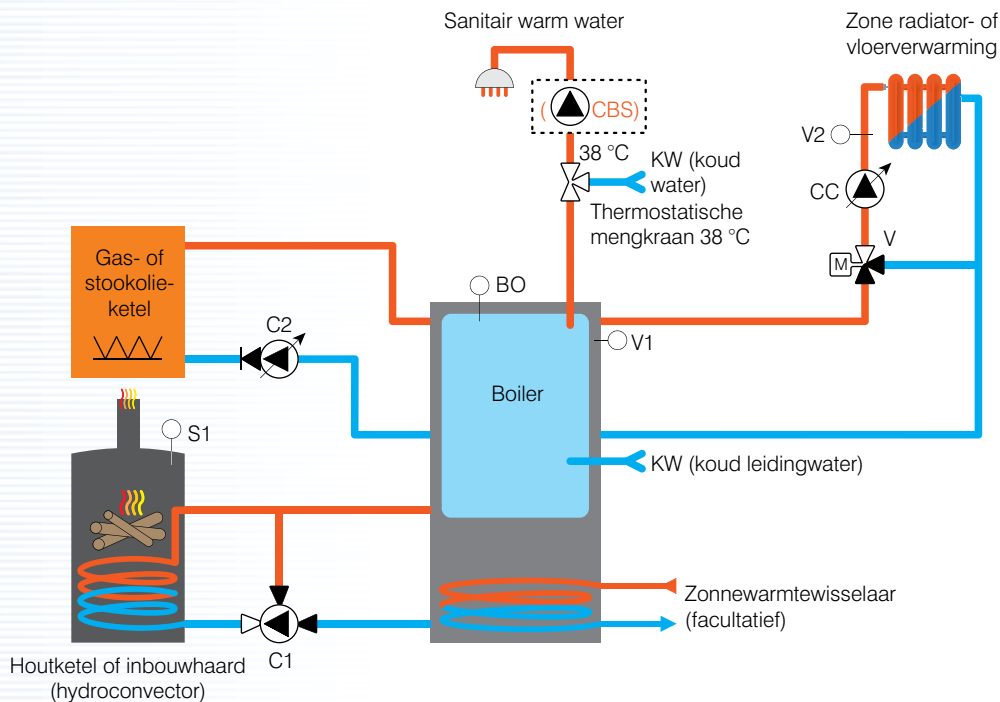 Sanitair warm water
Zone radiator- of
vloerverwarming
( CBS)
V2
38 °C
KW (koud
water)
Thermostatische
mengkraan 38 °C
CC
V
M
Gas- of
stookolie-
ketel
C2
BO
V1
Boiler
S1
KW (koud leidingwater)
Zonnewarmtewisselaar
(facultatief)
C1
Houtketel of inbouwhaard
(hydroconvector)